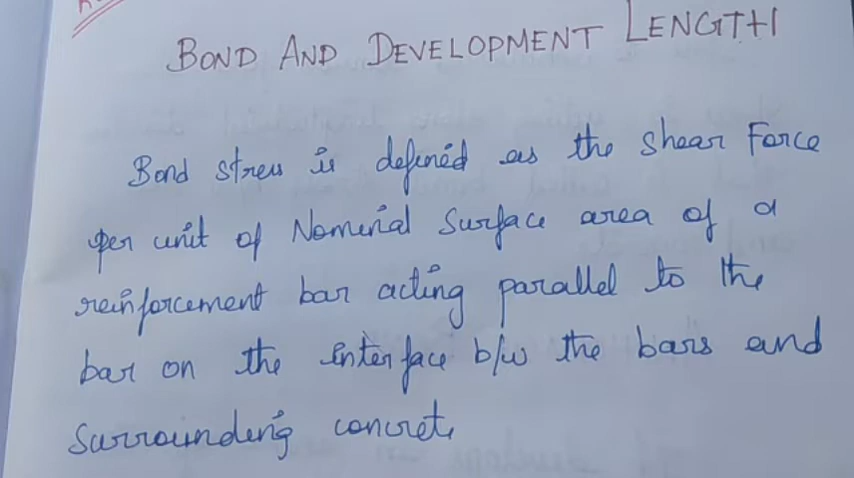 BOND AND DEVELOPMENT LENGTH
Bond stress is defined as the shear Force
per unit of Nominal surface area of a
reinforcement bar acting parallel to the
bar on the interface b/w the bars and
surrounding concrete